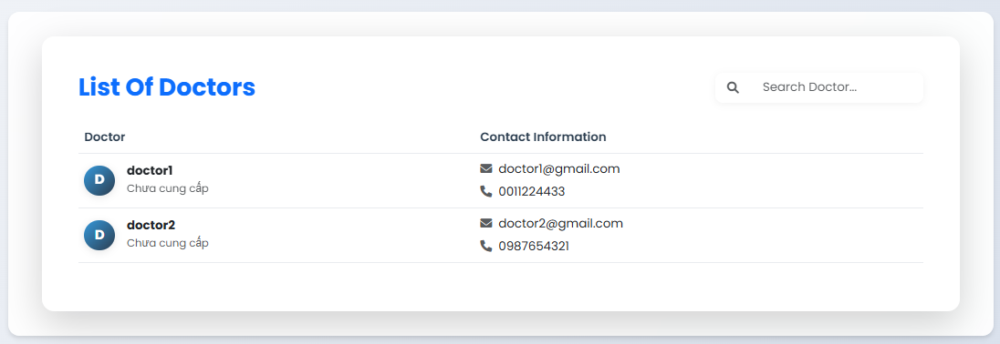 List Of Doctors
Search Doctor...
Doctor Contact Information
D doctor1 doctor1@gmail.com
Chưa cung cấp 0011224433
D doctor2 doctor2@gmail.com
Chưa cung cấp 0987654321